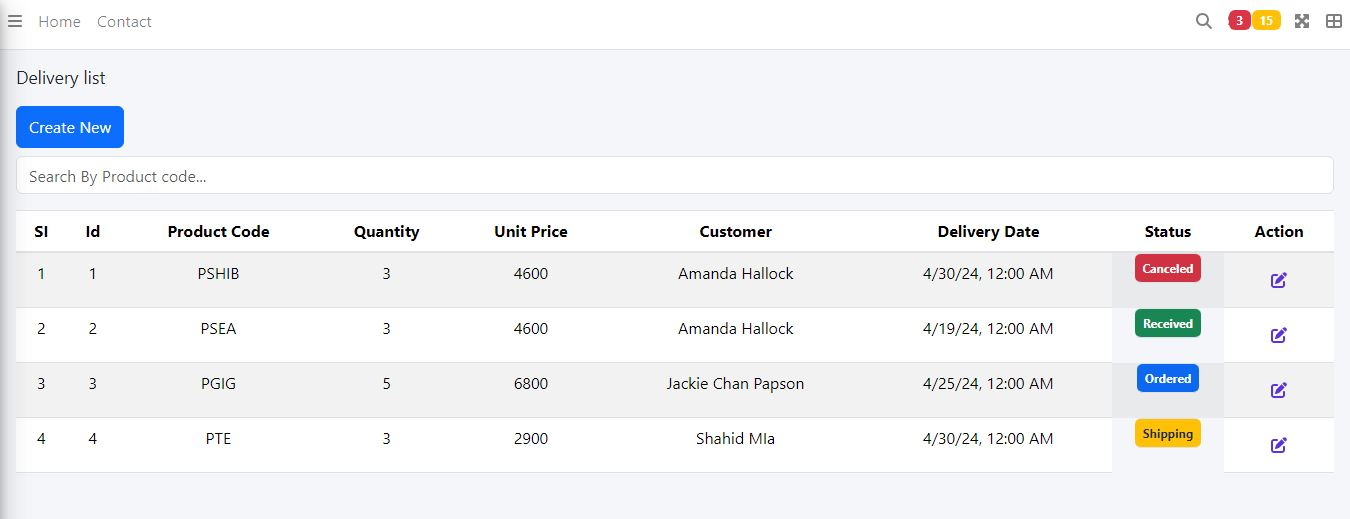 Home Contact 3 15
Delivery list
Create New
Search By Product code...
Sl Id Product Code Quantity Unit Price Customer Delivery Date Status Action
1 1 PSHIB 3 4600 Amanda Hallock 4/30/24, 12:00 AM Canceled
2 2 PSEA 3 4600 Amanda Hallock 4/19/24, 12:00 AM Received
3 3 PGIG 5 6800 Jackie Chan Papson 4/25/24, 12:00 AM Ordered
4 4 PTE 3 2900 Shahid MIa 4/30/24, 12:00 AM Shipping